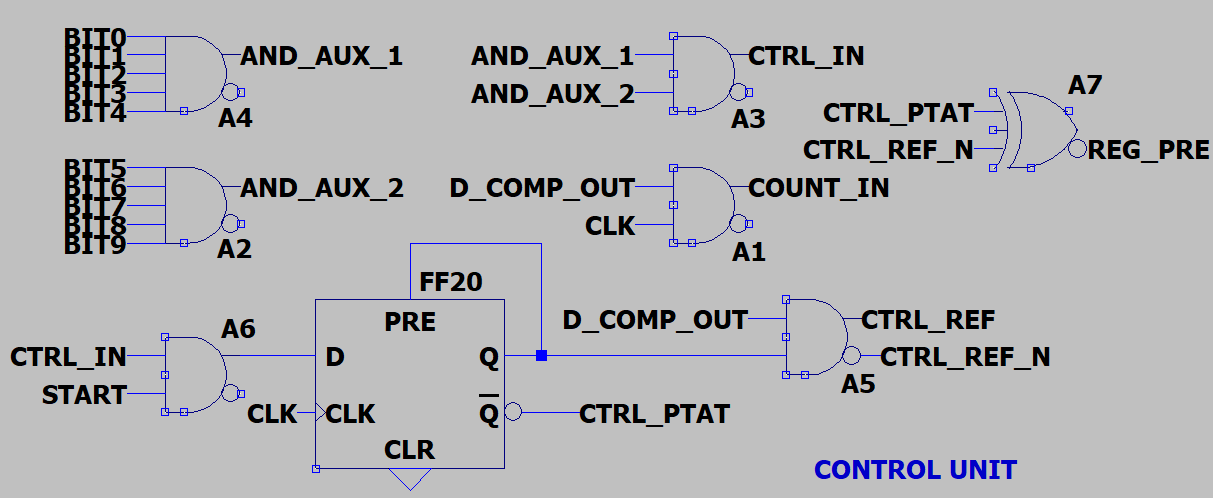 BIT0
BIT1
BIT2
BIT3
BIT4
AND_AUX_1
A4
AND_AUX_1
AND_AUX_2
CTRL_IN
A3
CTRL_PTAT
CTRL_REF_N
A7
REG_PRE
BIT5
BIT6
BIT7
BIT8
BIT9
AND_AUX_2
A2
D_COMP_OUT
CLK
COUNT_IN
A1
CTRL_IN
START
A6
FF20
PRE
D
Q
CLK
CLK
Q
CLR
CTRL_PTAT
D_COMP_OUT
CTRL_REF
CTRL_REF_N
A5
CONTROL UNIT